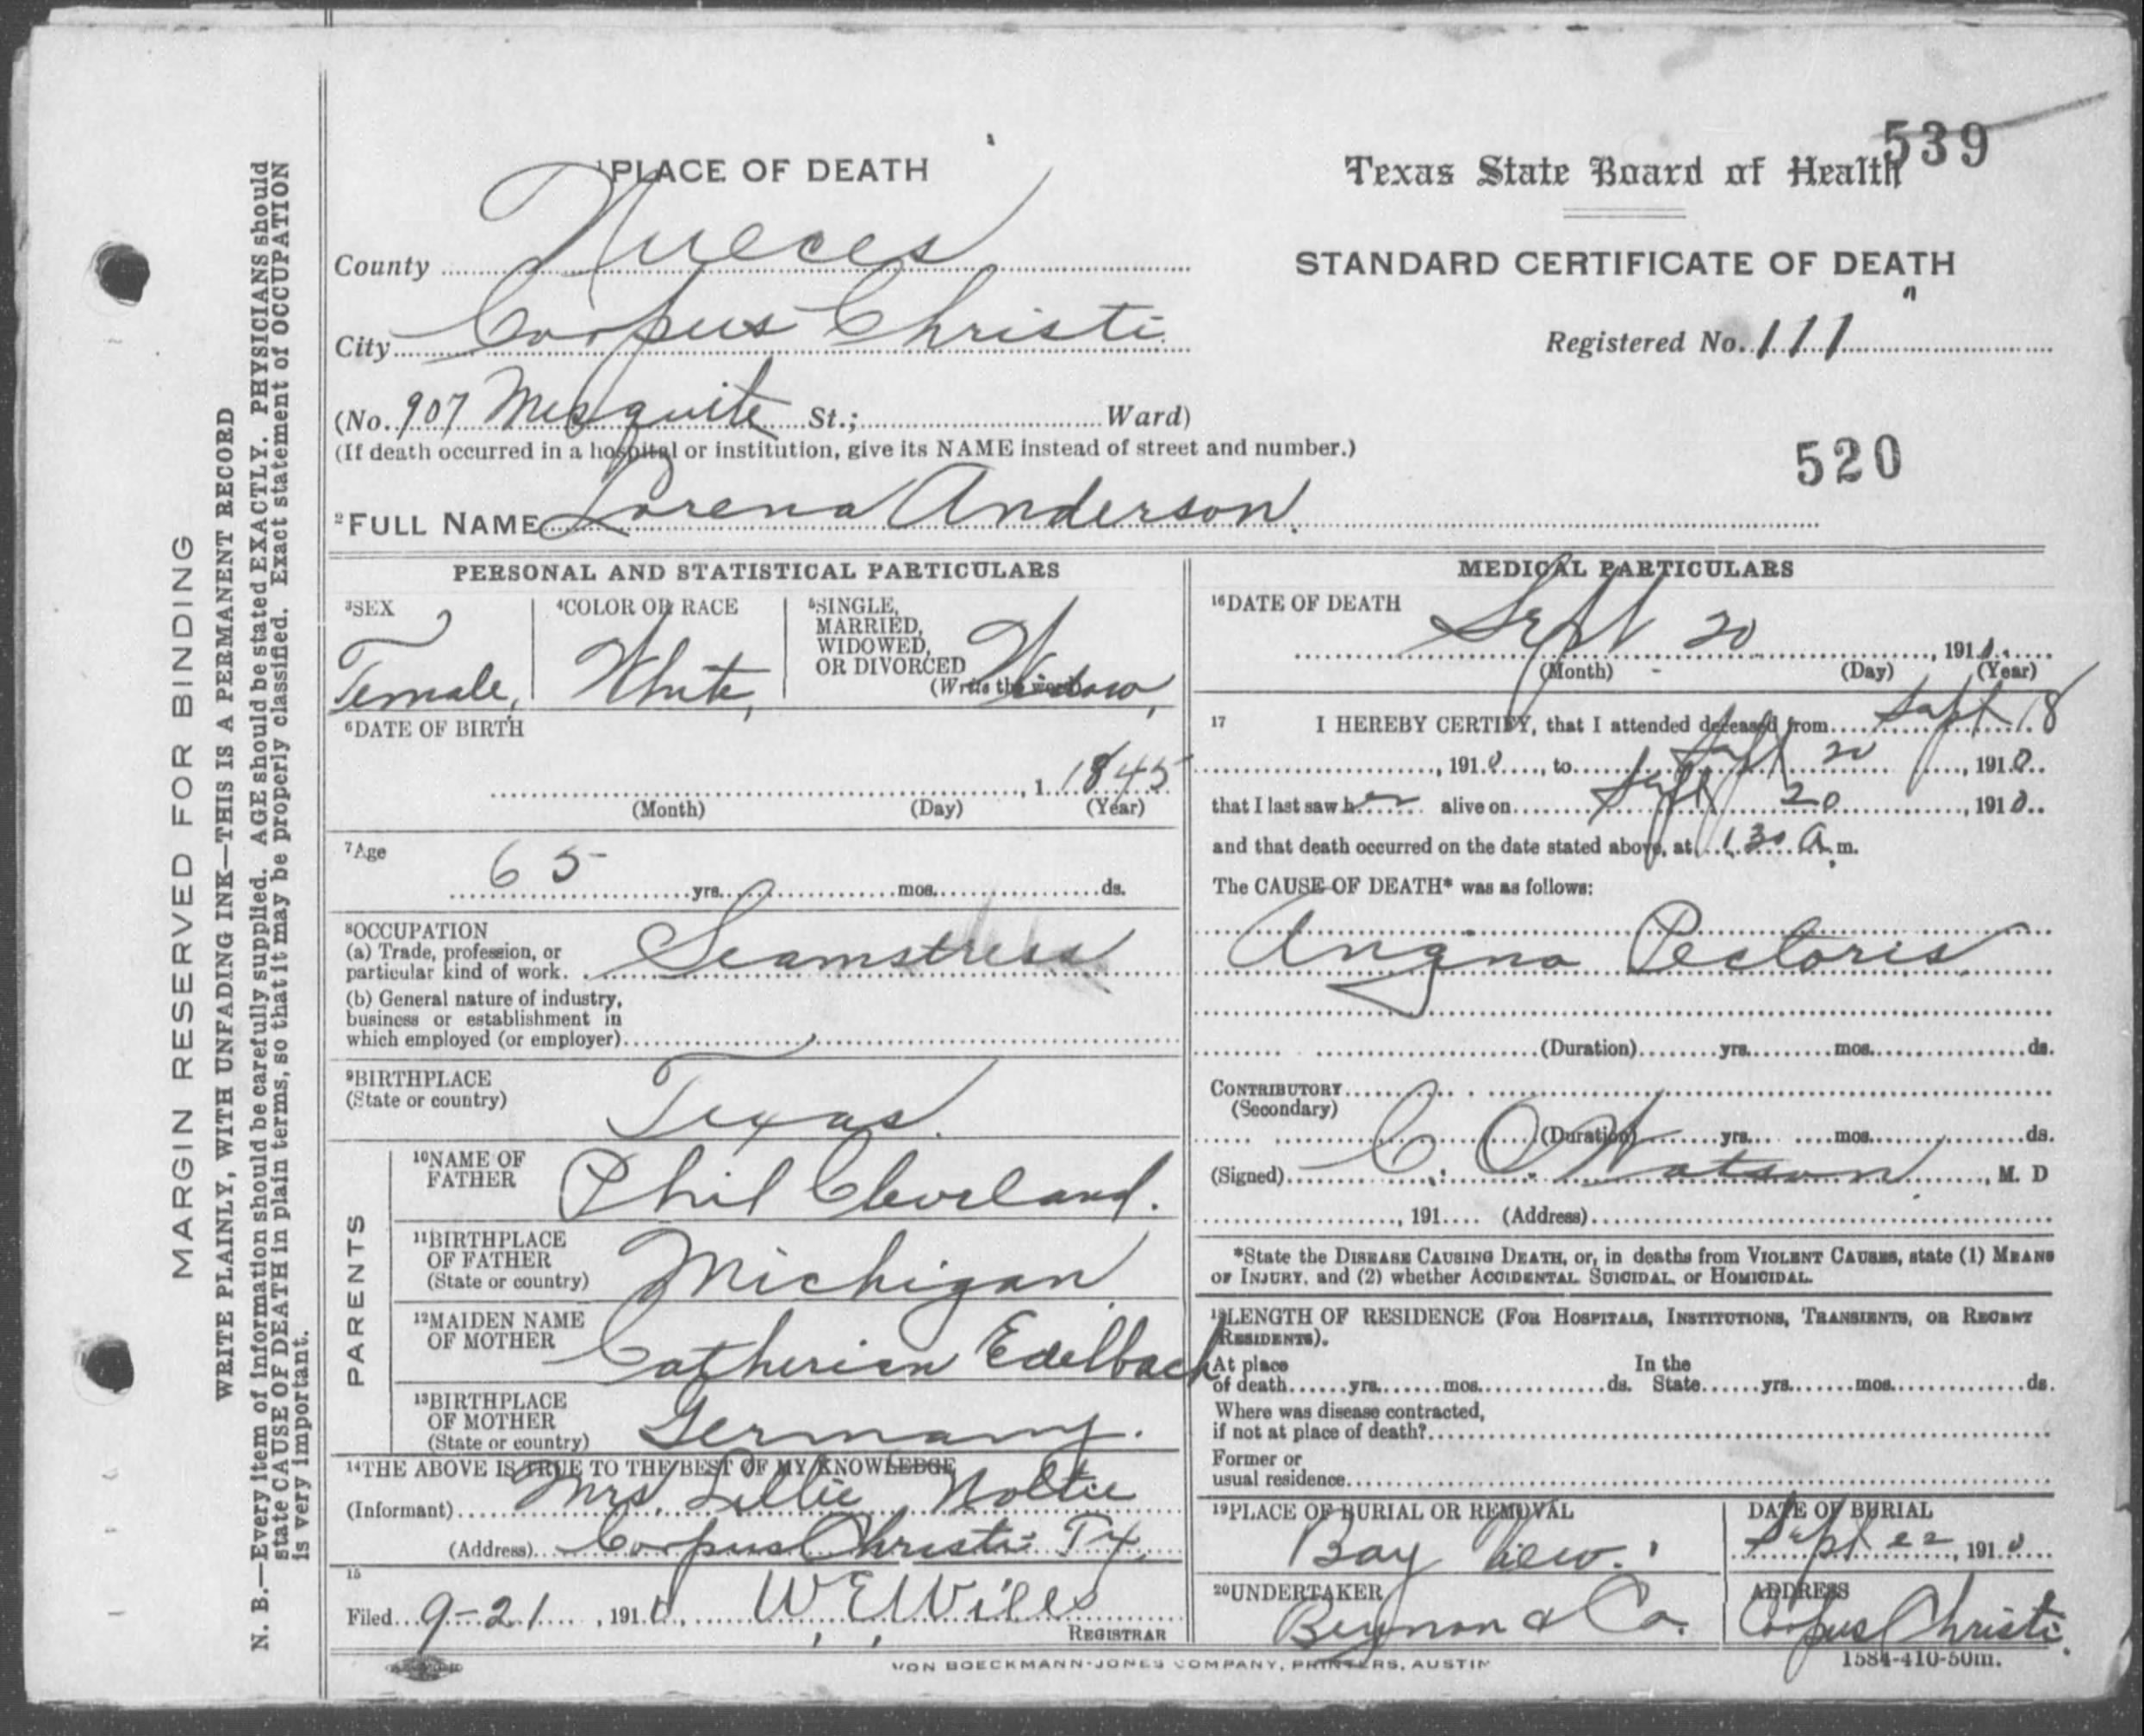 539
¹PLACE OF DEATH
Texas State Board of Health
County Nueces
STANDARD CERTIFICATE OF DEATH
City Corpus Christi
Registered No. 111
(No. 907 Mesquite St.; Ward)
(If death occurred in a hospital or institution, give its NAME instead of street and number.)
520
²FULL NAME Lorena Anderson.
PERSONAL AND STATISTICAL PARTICULARS
³SEX
Female,
⁴COLOR OR RACE
White,
⁵SINGLE,
MARRIED,
WIDOWED,
OR DIVORCED
(Write the word)
Widow,
⁶DATE OF BIRTH
, 1 1845
(Month) (Day) (Year)
⁷Age 65
yrs. mos. ds.
⁸OCCUPATION
(a) Trade, profession, or
particular kind of work. Seamstress
(b) General nature of industry,
business or establishment in
which employed (or employer)
⁹BIRTHPLACE
(State or country) Texas.
PARENTS
¹⁰NAME OF
FATHER Phil Cleveland.
¹¹BIRTHPLACE
OF FATHER
(State or country) Michigan
¹²MAIDEN NAME
OF MOTHER Catherien Edelbach
¹³BIRTHPLACE
OF MOTHER
(State or country) Germany.
¹⁴THE ABOVE IS TRUE TO THE BEST OF MY KNOWLEDGE
(Informant) Mrs. Lillie Noltie
(Address) Corpus Christi Tx
15
Filed 9-21, 1910, W. E. Wills
REGISTRAR
MEDICAL PARTICULARS
¹⁶DATE OF DEATH
Sept 20, 1910
(Month) (Day) (Year)
17 I HEREBY CERTIFY, that I attended deceased from Sept 18
, 1910, to Sept 20, 1910
that I last saw her alive on Sept 20, 1910
and that death occurred on the date stated above, at 1 30 A. m.
The CAUSE OF DEATH* was as follows:
Angina Pectoris
(Duration) yrs. mos. ds.
CONTRIBUTORY
(Secondary)
(Duration) yrs. mos. ds.
(Signed) C. O. Watson, M. D
, 191 (Address)
*State the DISEASE CAUSING DEATH, or, in deaths from VIOLENT CAUSES, state (1) MEANS
OF INJURY, and (2) whether ACCIDENTAL, SUICIDAL, or HOMICIDAL.
¹⁸LENGTH OF RESIDENCE (FOR HOSPITALS, INSTITUTIONS, TRANSIENTS, OR RECENT
RESIDENTS).
At place In the
of death yrs. mos. ds. State yrs. mos. ds.
Where was disease contracted,
if not at place of death?
Former or
usual residence
¹⁹PLACE OF BURIAL OR REMOVAL
Bay View.
DATE OF BURIAL
Sept 22, 1910
²⁰UNDERTAKER
Beynon & Co.
ADDRESS
Corpus Christi.
VON BOECKMANN-JONES COMPANY, PRINTERS, AUSTIN
1584-410-50m.
MARGIN RESERVED FOR BINDING
WRITE PLAINLY, WITH UNFADING INK—THIS IS A PERMANENT RECORD
N. B.—Every item of information should be carefully supplied. AGE should be stated EXACTLY. PHYSICIANS should
state CAUSE OF DEATH in plain terms, so that it may be properly classified. Exact statement of OCCUPATION
is very important.